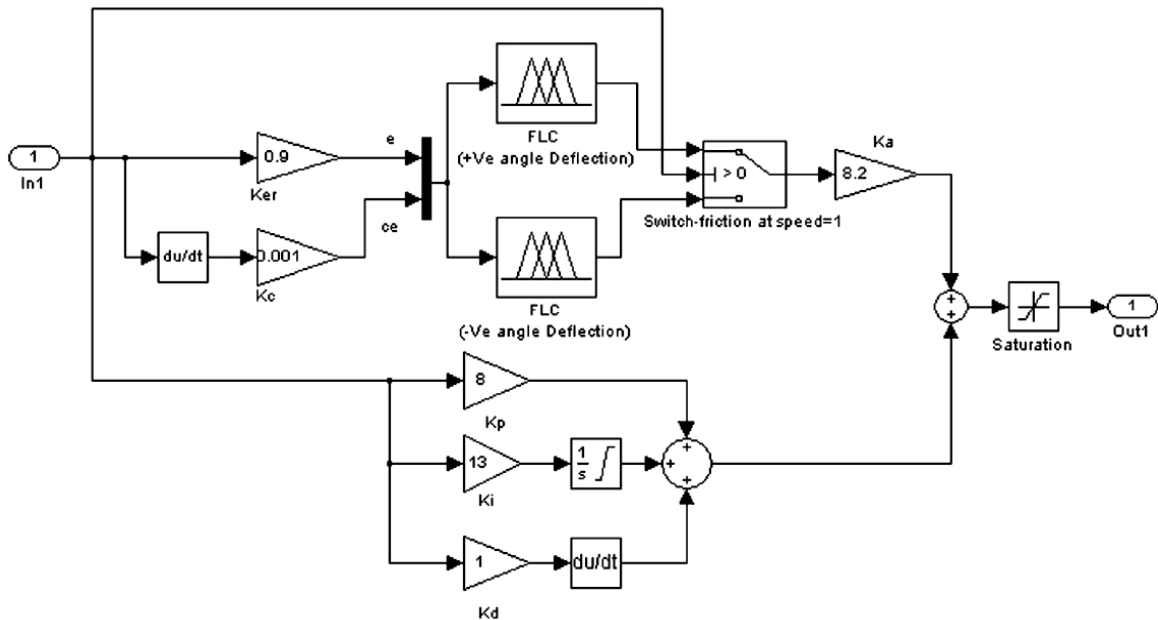 1
In1
0.9
Ker
du/dt
0.001
Kc
e
ce
FLC
(+Ve angle Deflection)
FLC
(-Ve angle Deflection)
> 0
Switch-friction at speed=1
Ka
8.2
+
+
Saturation
1
Out1
8
Kp
13
Ki
1
s
+
+
+
1
Kd
du/dt